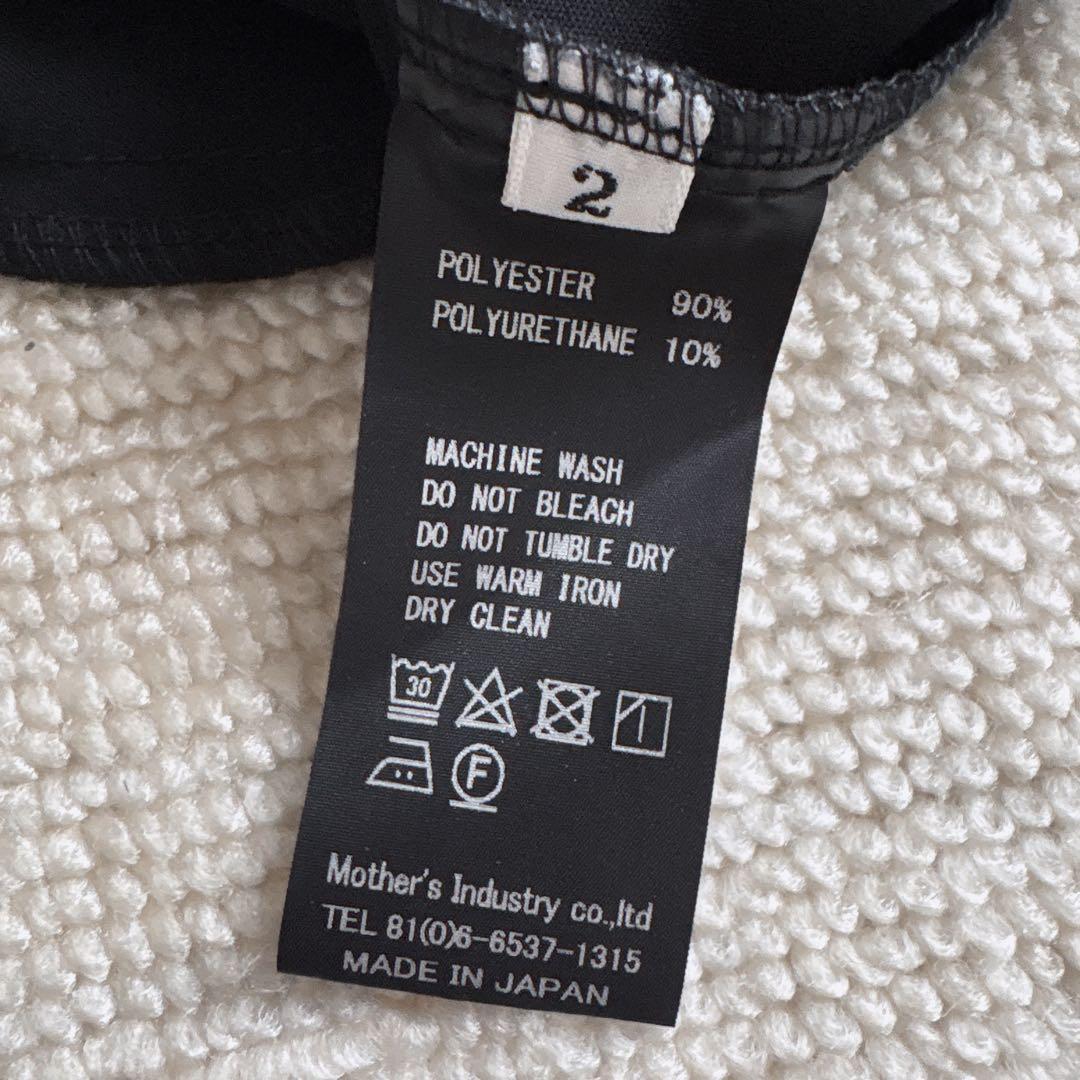 2
POLYESTER 90%
POLYURETHANE 10%
MACHINE WASH
DO NOT BLEACH
DO NOT TUMBLE DRY
USE WARM IRON
DRY CLEAN
30
F
Mother's Industry co.,ltd
TEL 81(0)6-6537-1315
MADE IN JAPAN